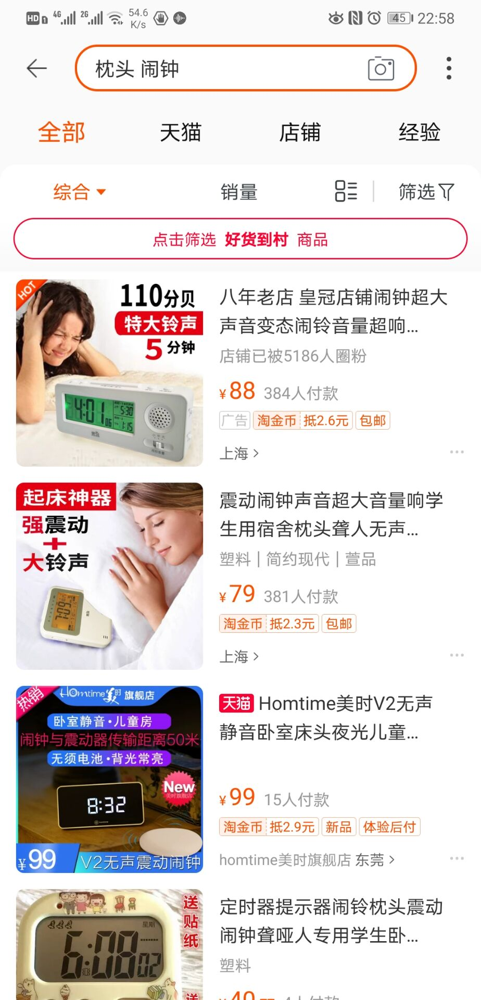 HD 1 4G 2G 54.6 K/s 45 22:58
枕头 闹钟
全部 天猫 店铺 经验
综合 销量 筛选
点击筛选 好货到村 商品
HOT
110分贝
特大铃声
5分钟
4:01 06
5:30
1:15
八年老店 皇冠店铺闹钟超大
声音变态闹铃音量超响...
店铺已被5186人圈粉
¥88 384人付款
广告 淘金币 抵2.6元 包邮
上海 >
起床神器
强震动
+
大铃声
7:09
震动闹钟声音超大音量响学
生用宿舍枕头聋人无声...
塑料 | 简约现代 | 萱品
¥79 381人付款
淘金币 抵2.3元 包邮
上海 >
热销
Homtime美时 旗舰店
卧室静音·儿童房
闹钟与震动器传输距离50米
无须电池·背光常亮
New
美时旗舰店
8:32
homtime
¥99 V2无声震动闹钟
天猫 Homtime美时V2无声
静音卧室床头夜光儿童...
¥99 15人付款
淘金币 抵2.9元 新品 体验后付
homtime美时旗舰店 东莞 >
送贴纸
星期
6:08 02
送
定时器提示器闹铃枕头震动
闹钟聋哑人专用学生卧...
塑料